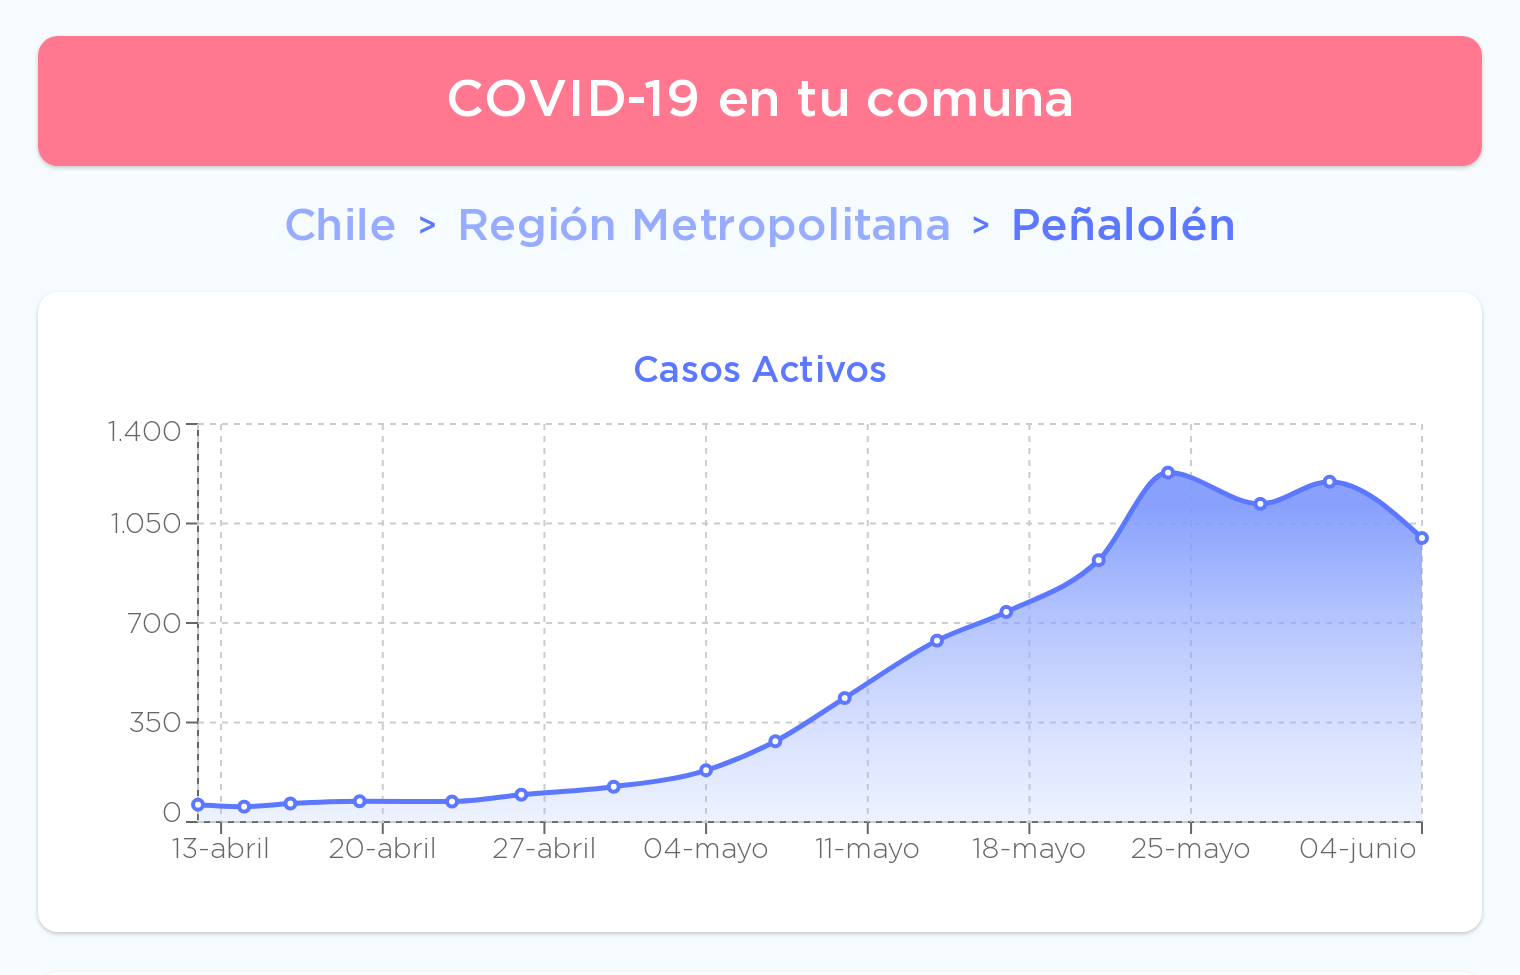 COVID-19 en tu comuna
Chile > Región Metropolitana > Peñalolén
Casos Activos
1.400
1.050
700
350
0
13-abril 20-abril 27-abril 04-mayo 11-mayo 18-mayo 25-mayo 04-junio